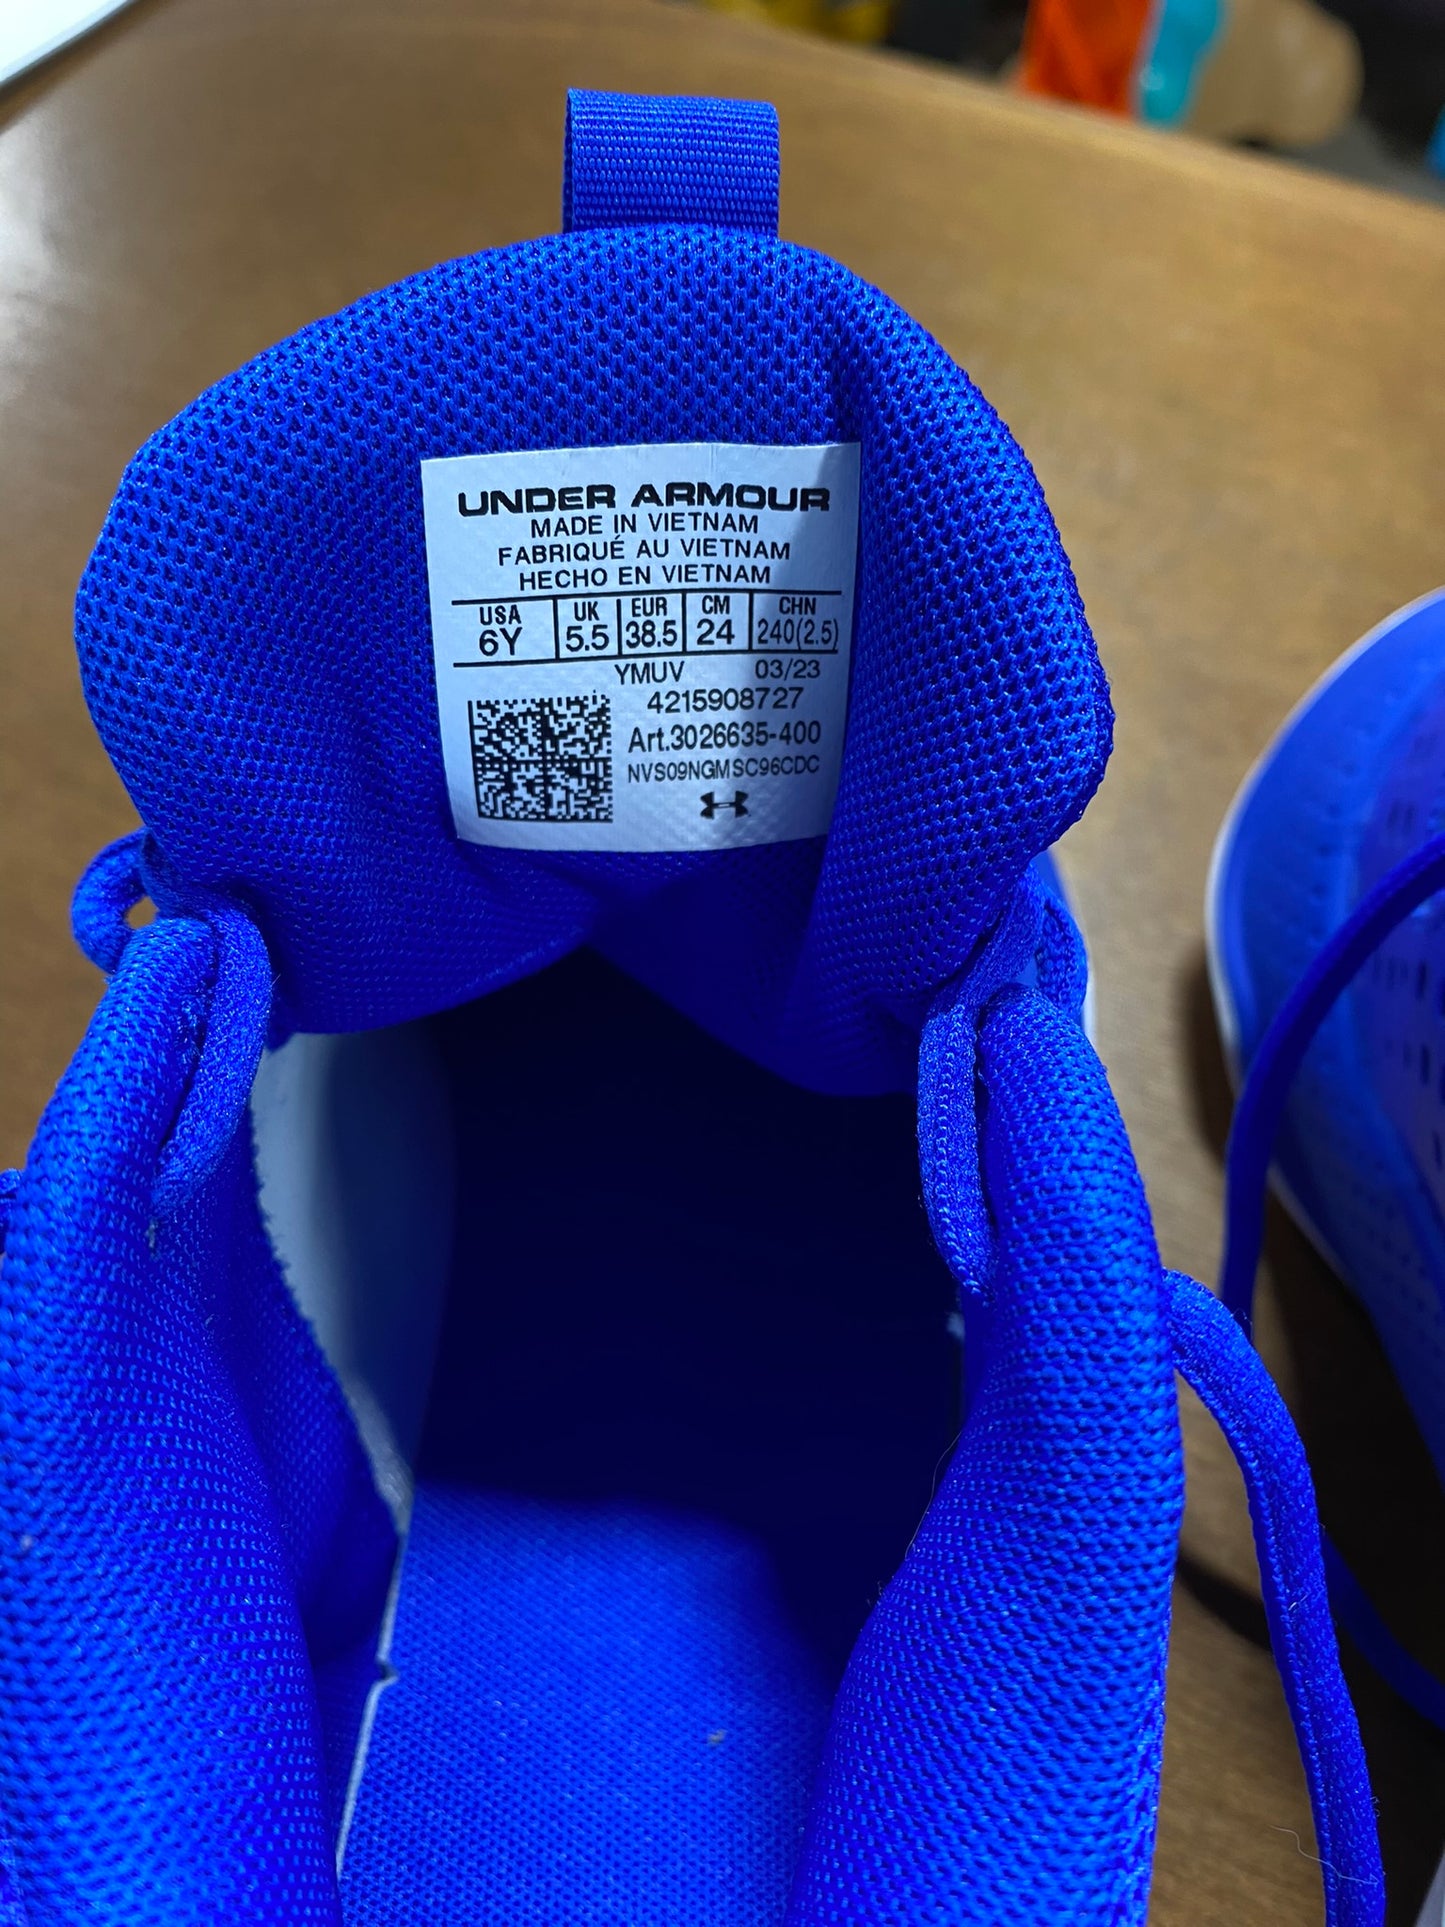 UNDER ARMOUR
MADE IN VIETNAM
FABRIQUÉ AU VIETNAM
HECHO EN VIETNAM
USA UK EUR CM CHN
6Y 5.5 38.5 24 240(2.5)
YMUV 03/23
4215908727
Art.3026635-400
NVS09NGMSC96CDC